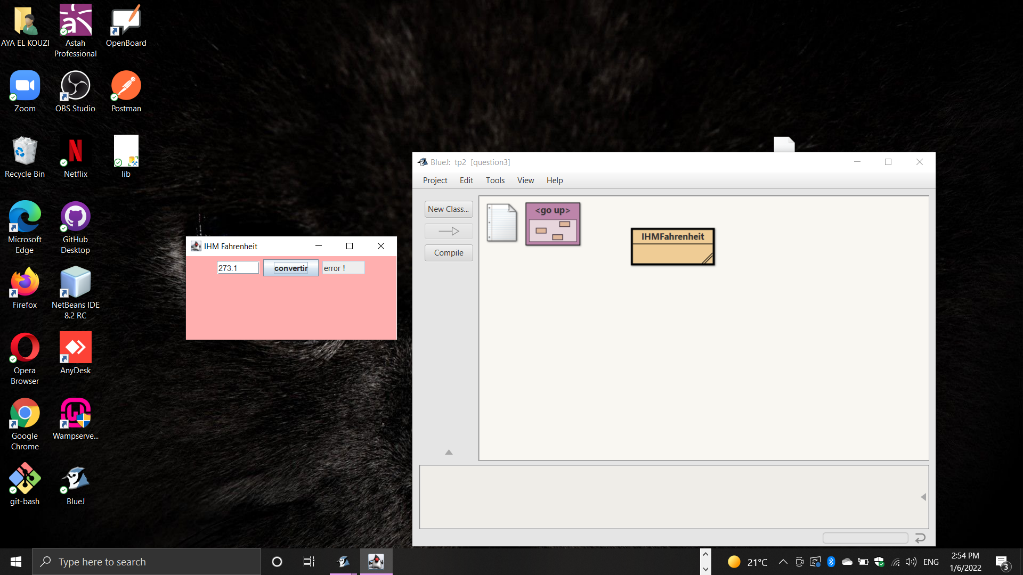 AYA EL KOUZI
Astah
Professional
OpenBoard
Zoom
OBS Studio
Postman
Recycle Bin
Netflix
lib
Microsoft
Edge
GitHub
Desktop
Firefox
NetBeans IDE
8.2 RC
Opera
Browser
AnyDesk
Google
Chrome
Wampserve...
git-bash
BlueJ
IHM Fahrenheit
273.1
convertir
error !
BlueJ: tp2 [question3]
Project Edit Tools View Help
New Class...
Compile
<go up>
IHMFahrenheit
Type here to search
21°C
ENG
2:54 PM
1/6/2022
3